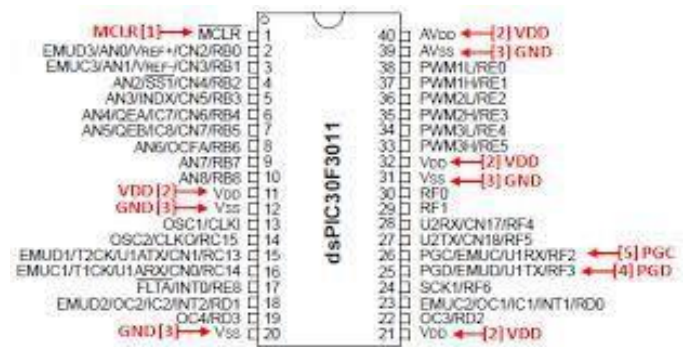 MCLR[1] MCLR 1 40 AVDD [2] VDD
EMUD3/AN0/VREF+/CN2/RB0 2 39 AVSS [3] GND
EMUC3/AN1/VREF-/CN3/RB1 3 38 PWM1L/RE0
AN2/SS1/CN4/RB2 4 37 PWM1H/RE1
AN3/INDX/CN5/RB3 5 36 PWM2L/RE2
AN4/QEA/IC7/CN6/RB4 6 35 PWM2H/RE3
AN5/QEB/IC8/CN7/RB5 7 34 PWM3L/RE4
AN6/OCFA/RB6 8 33 PWM3H/RE5
AN7/RB7 9 32 VDD [2] VDD
AN8/RB8 10 31 VSS [3] GND
VDD [2] VDD 11 30 RF0
GND[3] VSS 12 29 RF1
OSC1/CLKI 13 28 U2RX/CN17/RF4
OSC2/CLKO/RC15 14 27 U2TX/CN18/RF5
EMUD1/T2CK/U1ATX/CN1/RC13 15 26 PGC/EMUC/U1RX/RF2 [5] PGC
EMUC1/T1CK/U1ARX/CN0/RC14 16 25 PGD/EMUD/U1TX/RF3 [4] PGD
FLTA/INT0/RE8 17 24 SCK1/RF6
EMUD2/OC2/IC2/INT2/RD1 18 23 EMUC2/OC1/IC1/INT1/RD0
OC4/RD3 19 22 OC3/RD2
GND[3] VSS 20 21 VDD [2] VDD
dsPIC30F3011